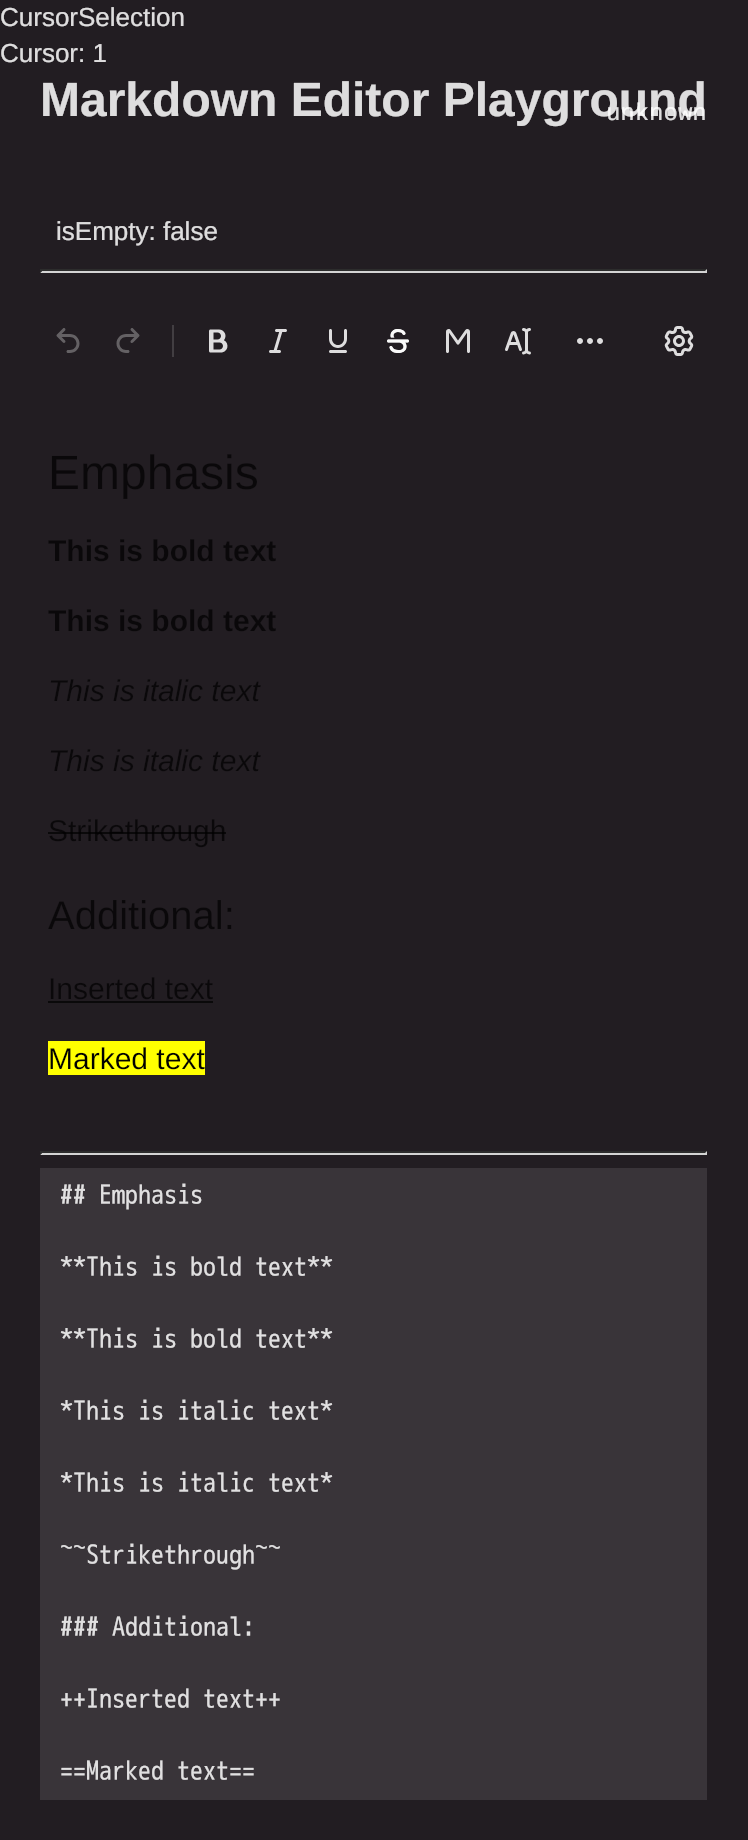 CursorSelection
Cursor: 1
Markdown Editor Playground
unknown
isEmpty: false
B I U S M AI
Emphasis
This is bold text
This is bold text
This is italic text
This is italic text
Strikethrough
Additional:
Inserted text
Marked text
## Emphasis
**This is bold text**
**This is bold text**
*This is italic text*
*This is italic text*
~~Strikethrough~~
### Additional:
++Inserted text++
==Marked text==